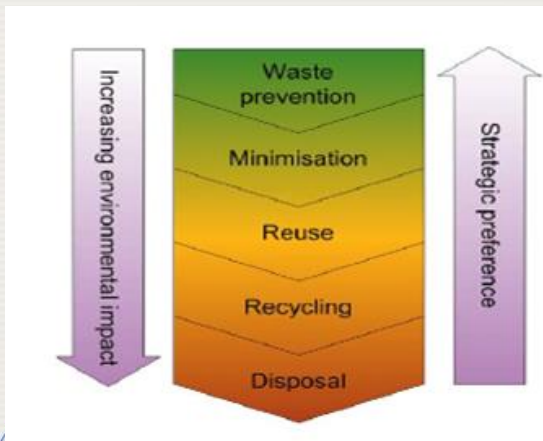 Increasing environmental impact
Waste
prevention
Minimisation
Reuse
Recycling
Disposal
Strategic preference